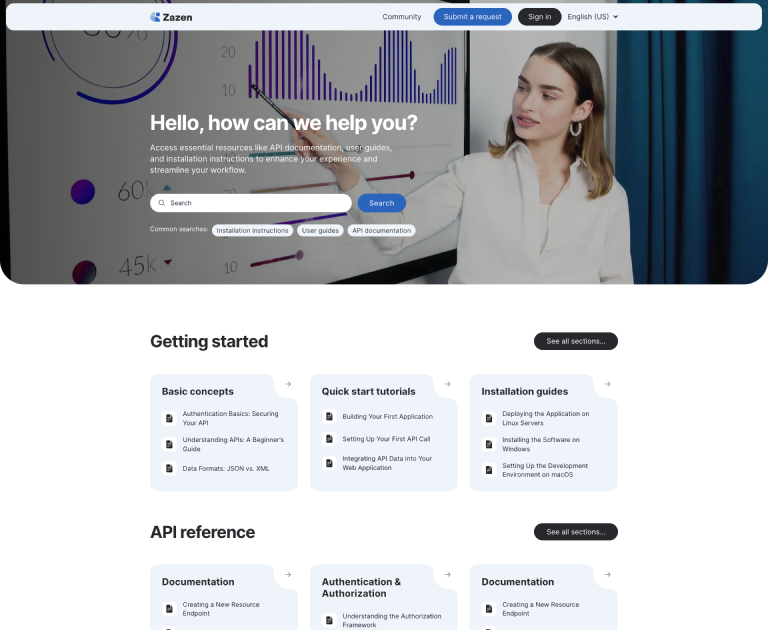 Zazen
Community
Submit a request
Sign in
English (US)
20
10
Hello, how can we help you?
Access essential resources like API documentation, user guides,
and installation instructions to enhance your experience and
streamline your workflow.
60k
Search
Search
Common searches:
Installation instructions
User guides
API documentation
45k
10
Getting started
See all sections...
Basic concepts
Authentication Basics: Securing
Your API
Understanding APIs: A Beginner's
Guide
Data Formats: JSON vs. XML
Quick start tutorials
Building Your First Application
Setting Up Your First API Call
Integrating API Data into Your
Web Application
Installation guides
Deploying the Application on
Linux Servers
Installing the Software on
Windows
Setting Up the Development
Environment on macOS
API reference
See all sections...
Documentation
Creating a New Resource
Endpoint
Authentication &
Authorization
Understanding the Authorization
Framework
Documentation
Creating a New Resource
Endpoint